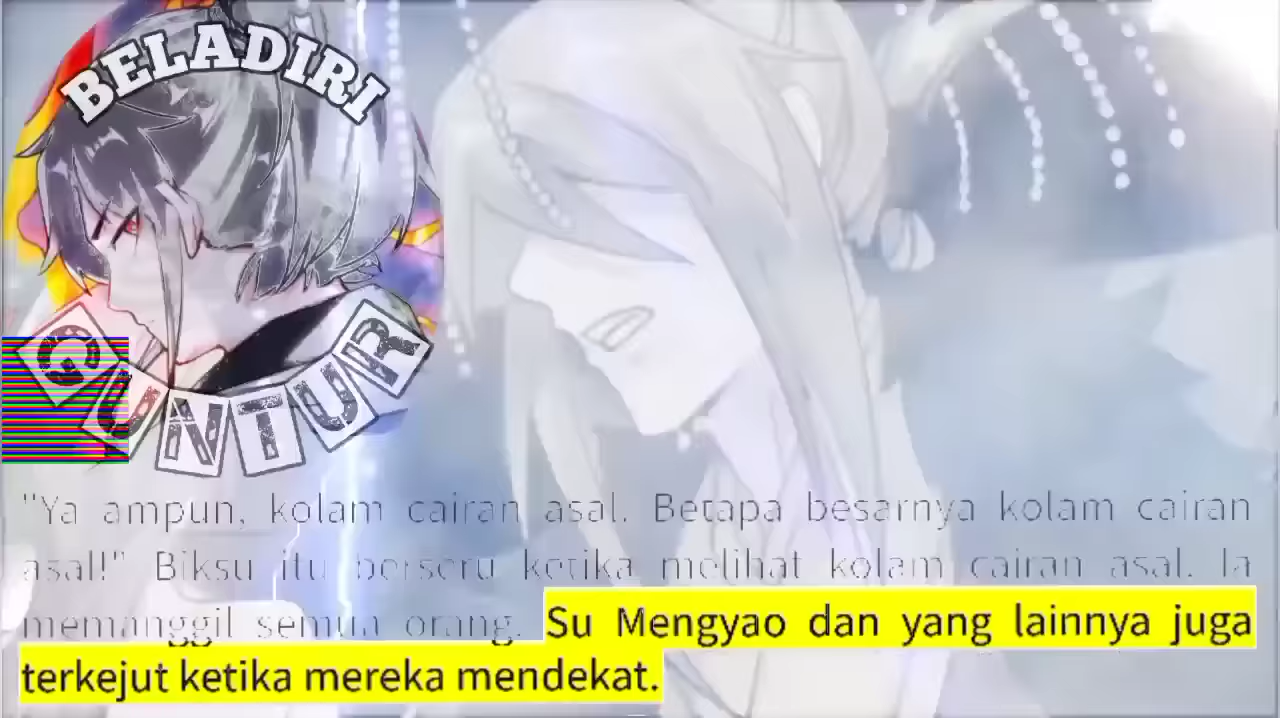 BELADIRI
GUNTUR
"Ya ampun, kolam cairan asal. Betapa besarnya kolam cairan
asal!" Biksu itu berseru ketika melihat kolam cairan asal. Ia
memanggil semua orang. Su Mengyao dan yang lainnya juga
terkejut ketika mereka mendekat.